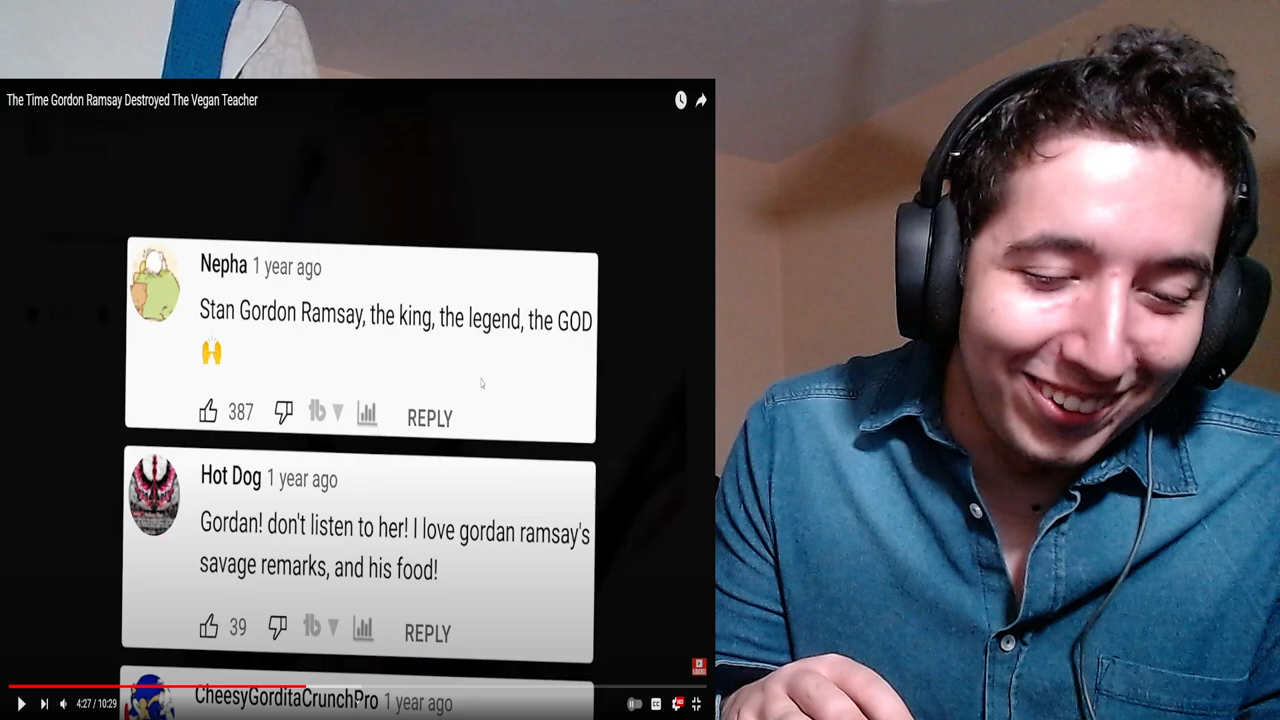 The Time Gordon Ramsay Destroyed The Vegan Teacher
Nepha 1 year ago
Stan Gordon Ramsay, the king, the legend, the GOD
🙌
387 REPLY
Hot Dog 1 year ago
Gordan! don't listen to her! I love gordan ramsay's
savage remarks, and his food!
39 REPLY
CheesyGorditaCrunchPro 1 year ago
4:27 / 10:29